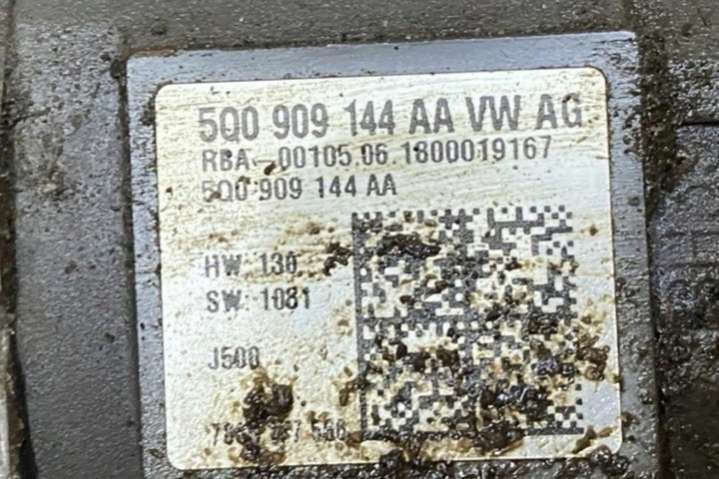 5Q0 909 144 AA VW AG
RBA 00105.06.1800019167
5Q0 909 144 AA
HW: 130
SW: 1081
J500